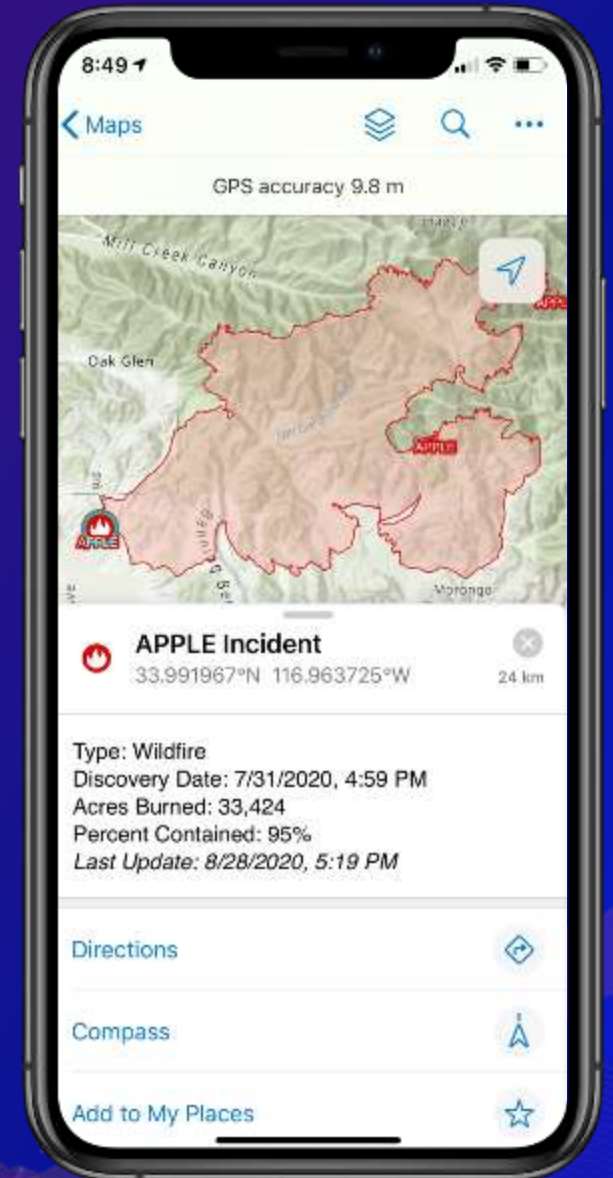 8:49
Maps
GPS accuracy 9.8 m
Mill Creek Canyon
Oak Glen
APPLE
APPLE
Banning
Morongo
APPLE Incident
33.991967°N 116.963725°W
24 km
Type: Wildfire
Discovery Date: 7/31/2020, 4:59 PM
Acres Burned: 33,424
Percent Contained: 95%
Last Update: 8/28/2020, 5:19 PM
Directions
Compass
Add to My Places